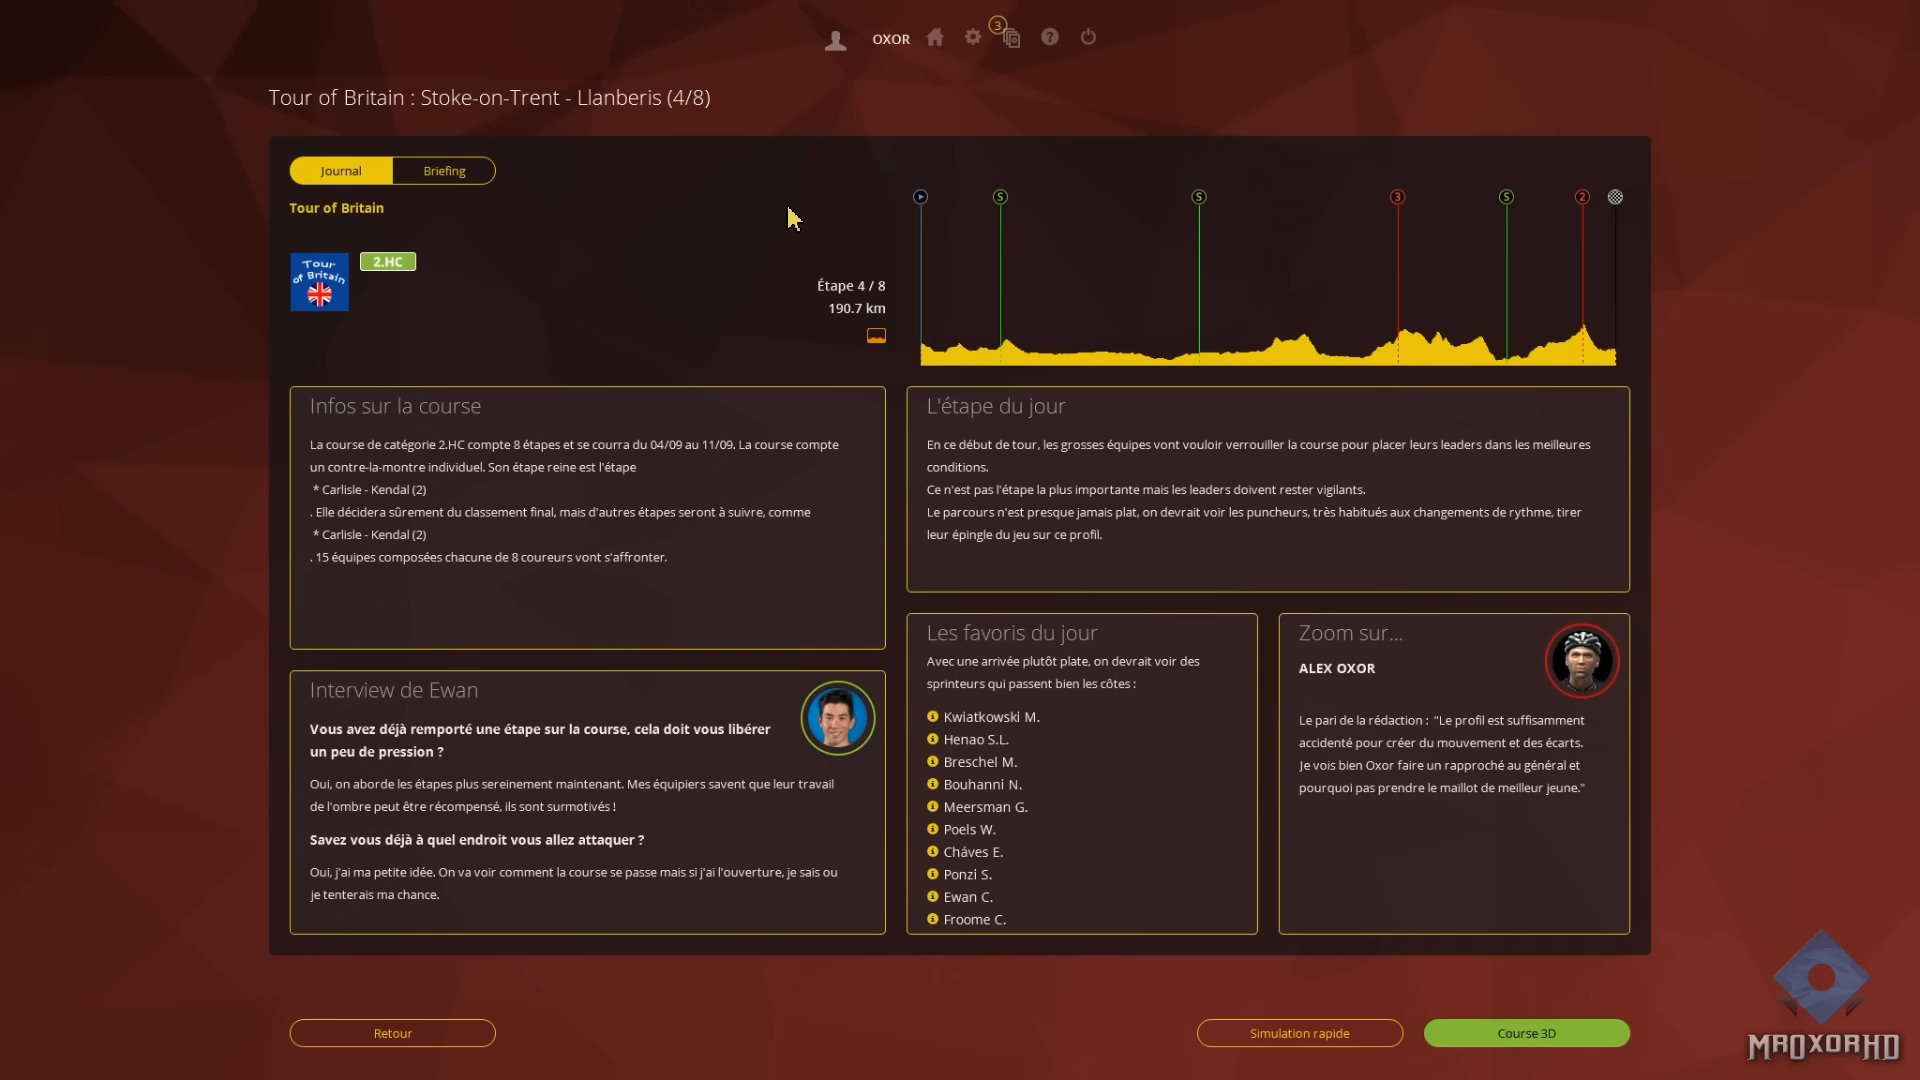 3
OXOR
?
Tour of Britain : Stoke-on-Trent - Llanberis (4/8)
Journal
Briefing
Tour of Britain
Tour
of Britain
2.HC
Étape 4 / 8
190.7 km
S
S
3
S
2
Infos sur la course
La course de catégorie 2.HC compte 8 étapes et se courra du 04/09 au 11/09. La course compte
un contre-la-montre individuel. Son étape reine est l'étape
* Carlisle - Kendal (2)
. Elle décidera sûrement du classement final, mais d'autres étapes seront à suivre, comme
* Carlisle - Kendal (2)
. 15 équipes composées chacune de 8 coureurs vont s'affronter.
L'étape du jour
En ce début de tour, les grosses équipes vont vouloir verrouiller la course pour placer leurs leaders dans les meilleures
conditions.
Ce n'est pas l'étape la plus importante mais les leaders doivent rester vigilants.
Le parcours n'est presque jamais plat, on devrait voir les puncheurs, très habitués aux changements de rythme, tirer
leur épingle du jeu sur ce profil.
Interview de Ewan
Vous avez déjà remporté une étape sur la course, cela doit vous libérer
un peu de pression ?
Oui, on aborde les étapes plus sereinement maintenant. Mes équipiers savent que leur travail
de l'ombre peut être récompensé, ils sont surmotivés !
Savez vous déjà à quel endroit vous allez attaquer ?
Oui, j'ai ma petite idée. On va voir comment la course se passe mais si j'ai l'ouverture, je sais ou
je tenterais ma chance.
Les favoris du jour
Avec une arrivée plutôt plate, on devrait voir des
sprinteurs qui passent bien les côtes :
Kwiatkowski M.
Henao S.L.
Breschel M.
Bouhanni N.
Meersman G.
Poels W.
Cháves E.
Ponzi S.
Ewan C.
Froome C.
Zoom sur...
ALEX OXOR
Le pari de la rédaction : "Le profil est suffisamment
accidenté pour créer du mouvement et des écarts.
Je vois bien Oxor faire un rapproché au général et
pourquoi pas prendre le maillot de meilleur jeune."
Retour
Simulation rapide
Course 3D
MROXORHD